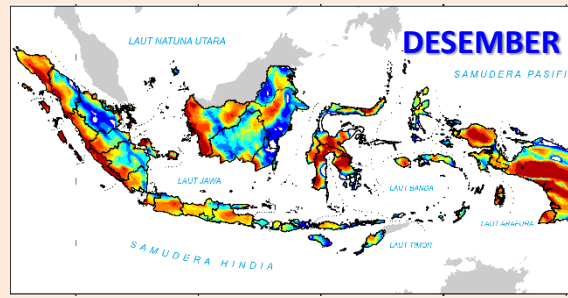 LAUT NATUNA UTARA
DESEMBER
SAMUDERA PASIFI
LAUT JAWA
LAUT BANDA
LAUT ARAFURA
LAUT TIMOR
SAMUDERA HINDIA